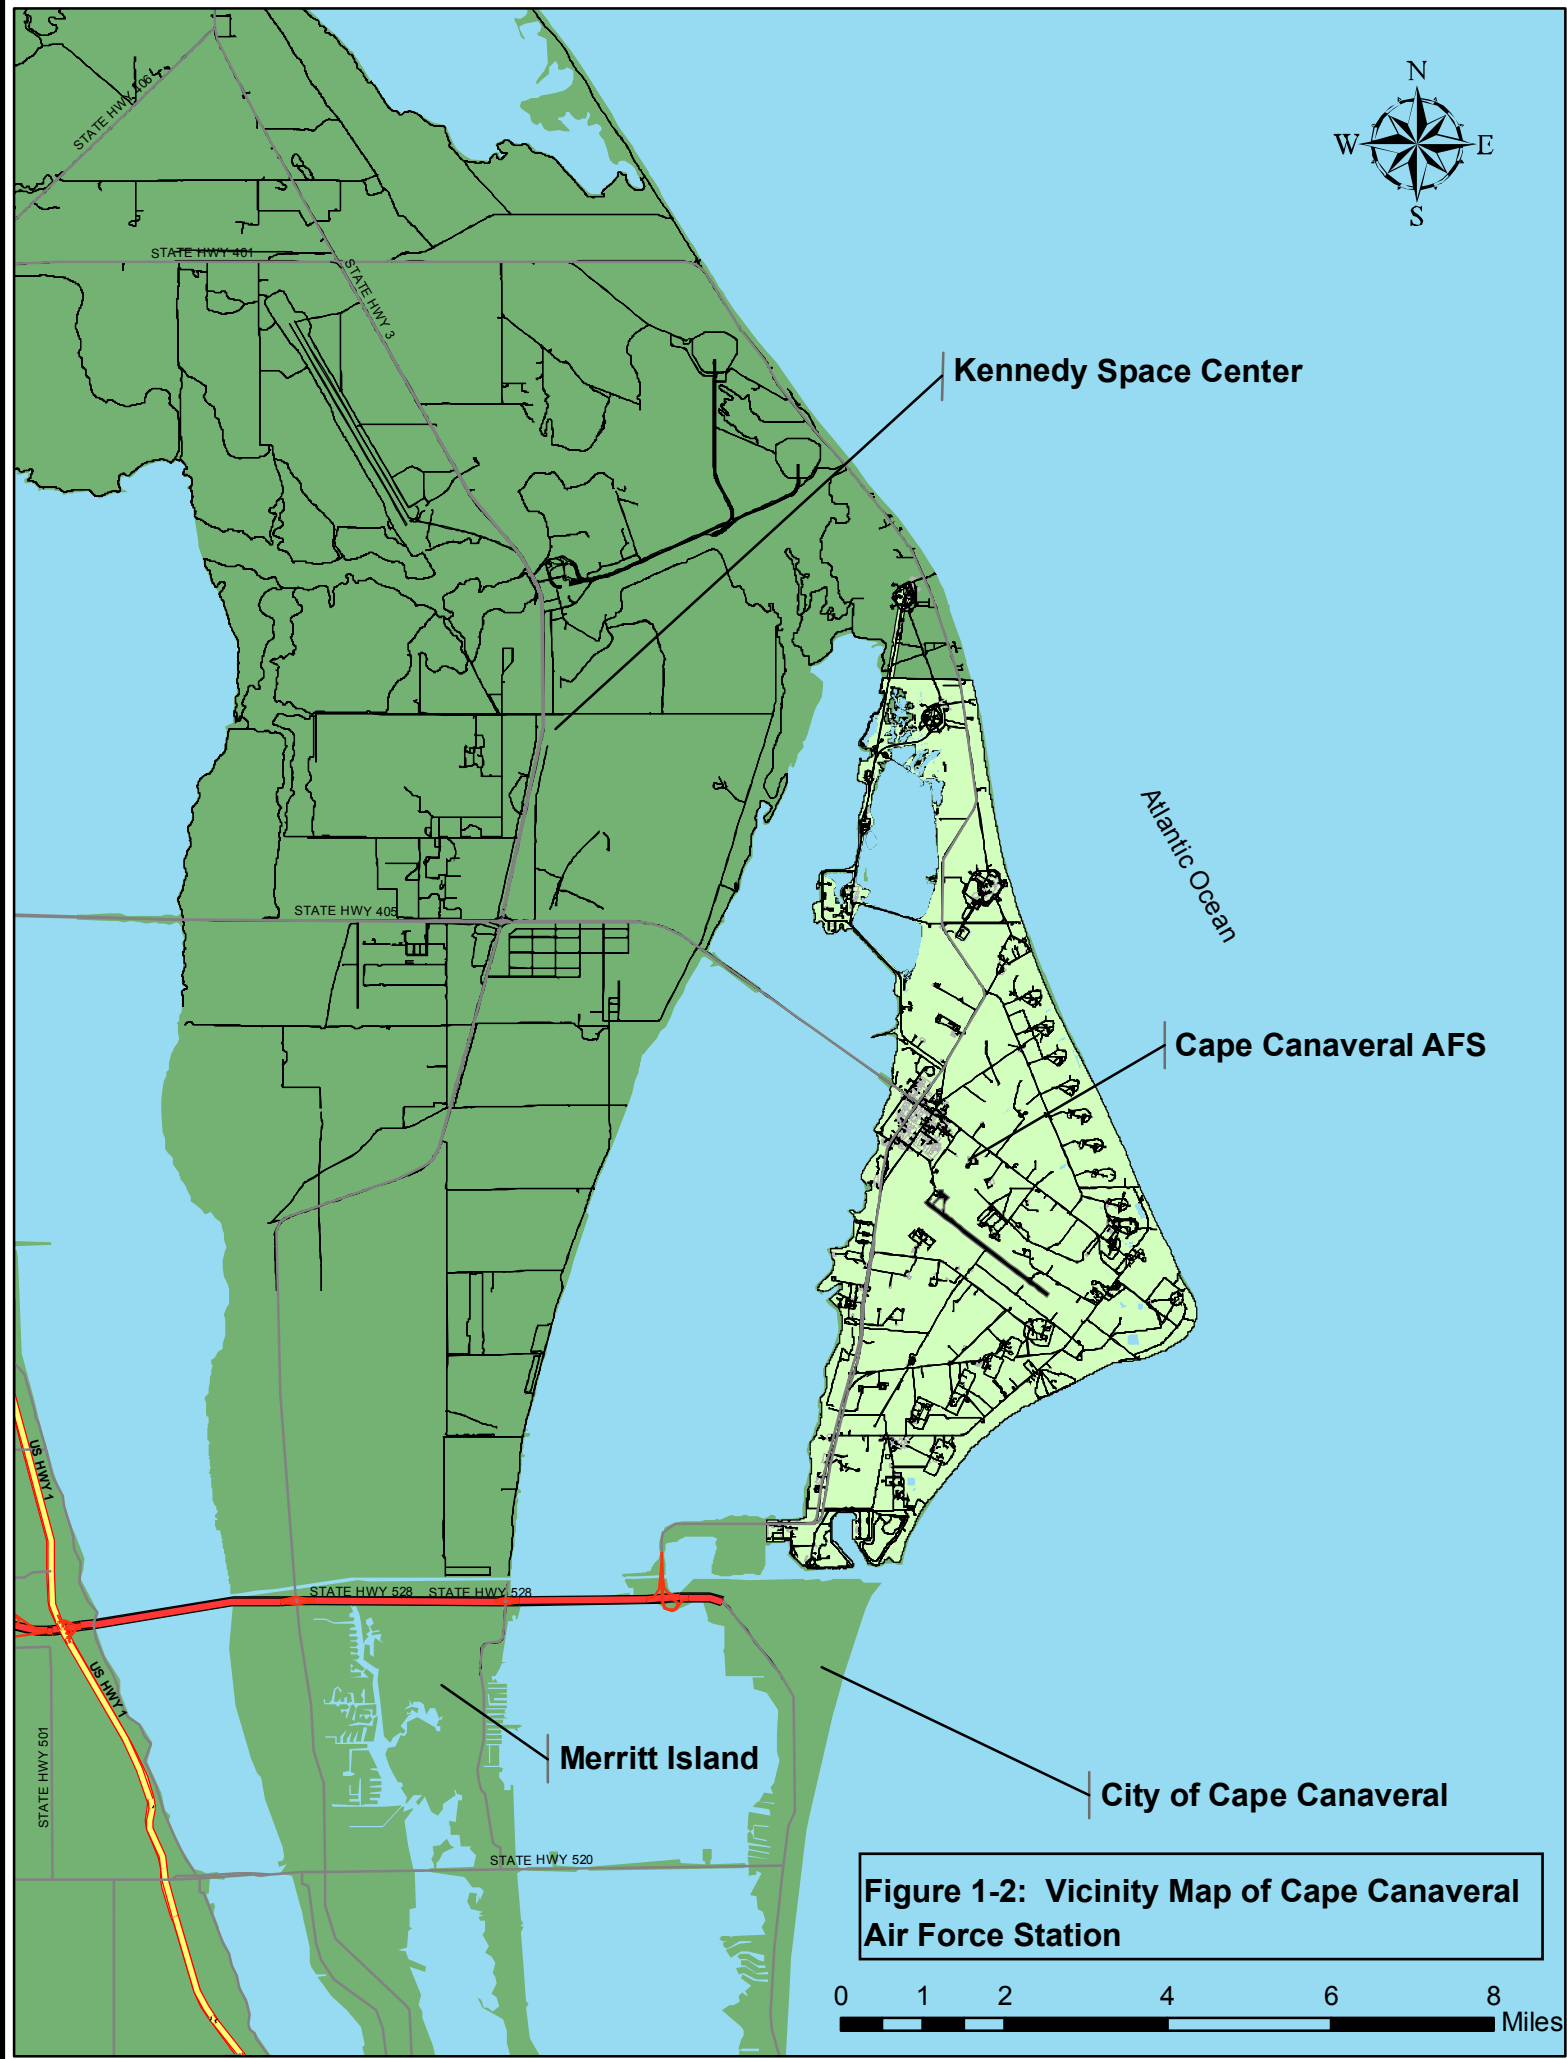 N
W
E
S
STATE HWY 406
STATE HWY 401
STATE HWY 3
Kennedy Space Center
Atlantic Ocean
STATE HWY 405
Cape Canaveral AFS
US HWY 1
STATE HWY 528
STATE HWY 528
US HWY 1
STATE HWY 501
Merritt Island
City of Cape Canaveral
STATE HWY 520
Figure 1-2: Vicinity Map of Cape Canaveral
Air Force Station
0 1 2 4 6 8
Miles